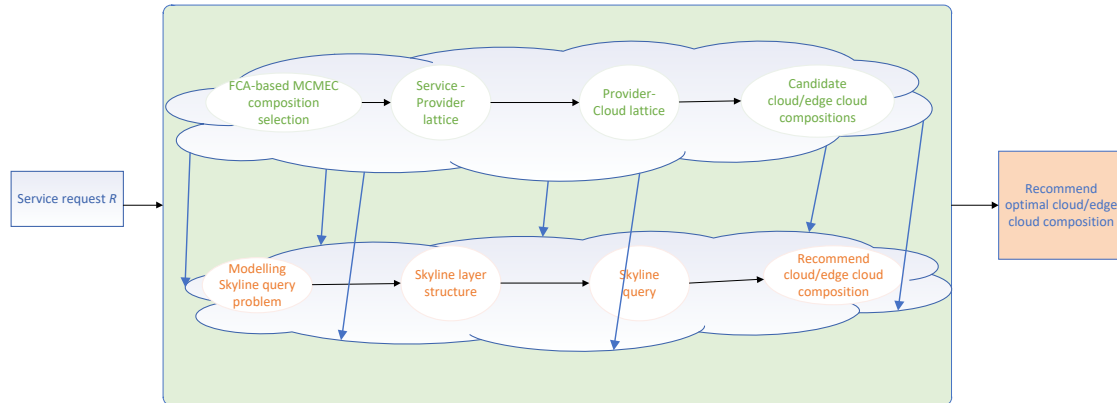 FCA-based MCMEC
composition
selection
Service -
Provider
lattice
Provider-
Cloud lattice
Candidate
cloud/edge cloud
compositions
Service request R
Recommend
optimal cloud/edge
cloud composition
Modelling
Skyline query
problem
Skyline layer
structure
Skyline
query
Recommend
cloud/edge cloud
composition